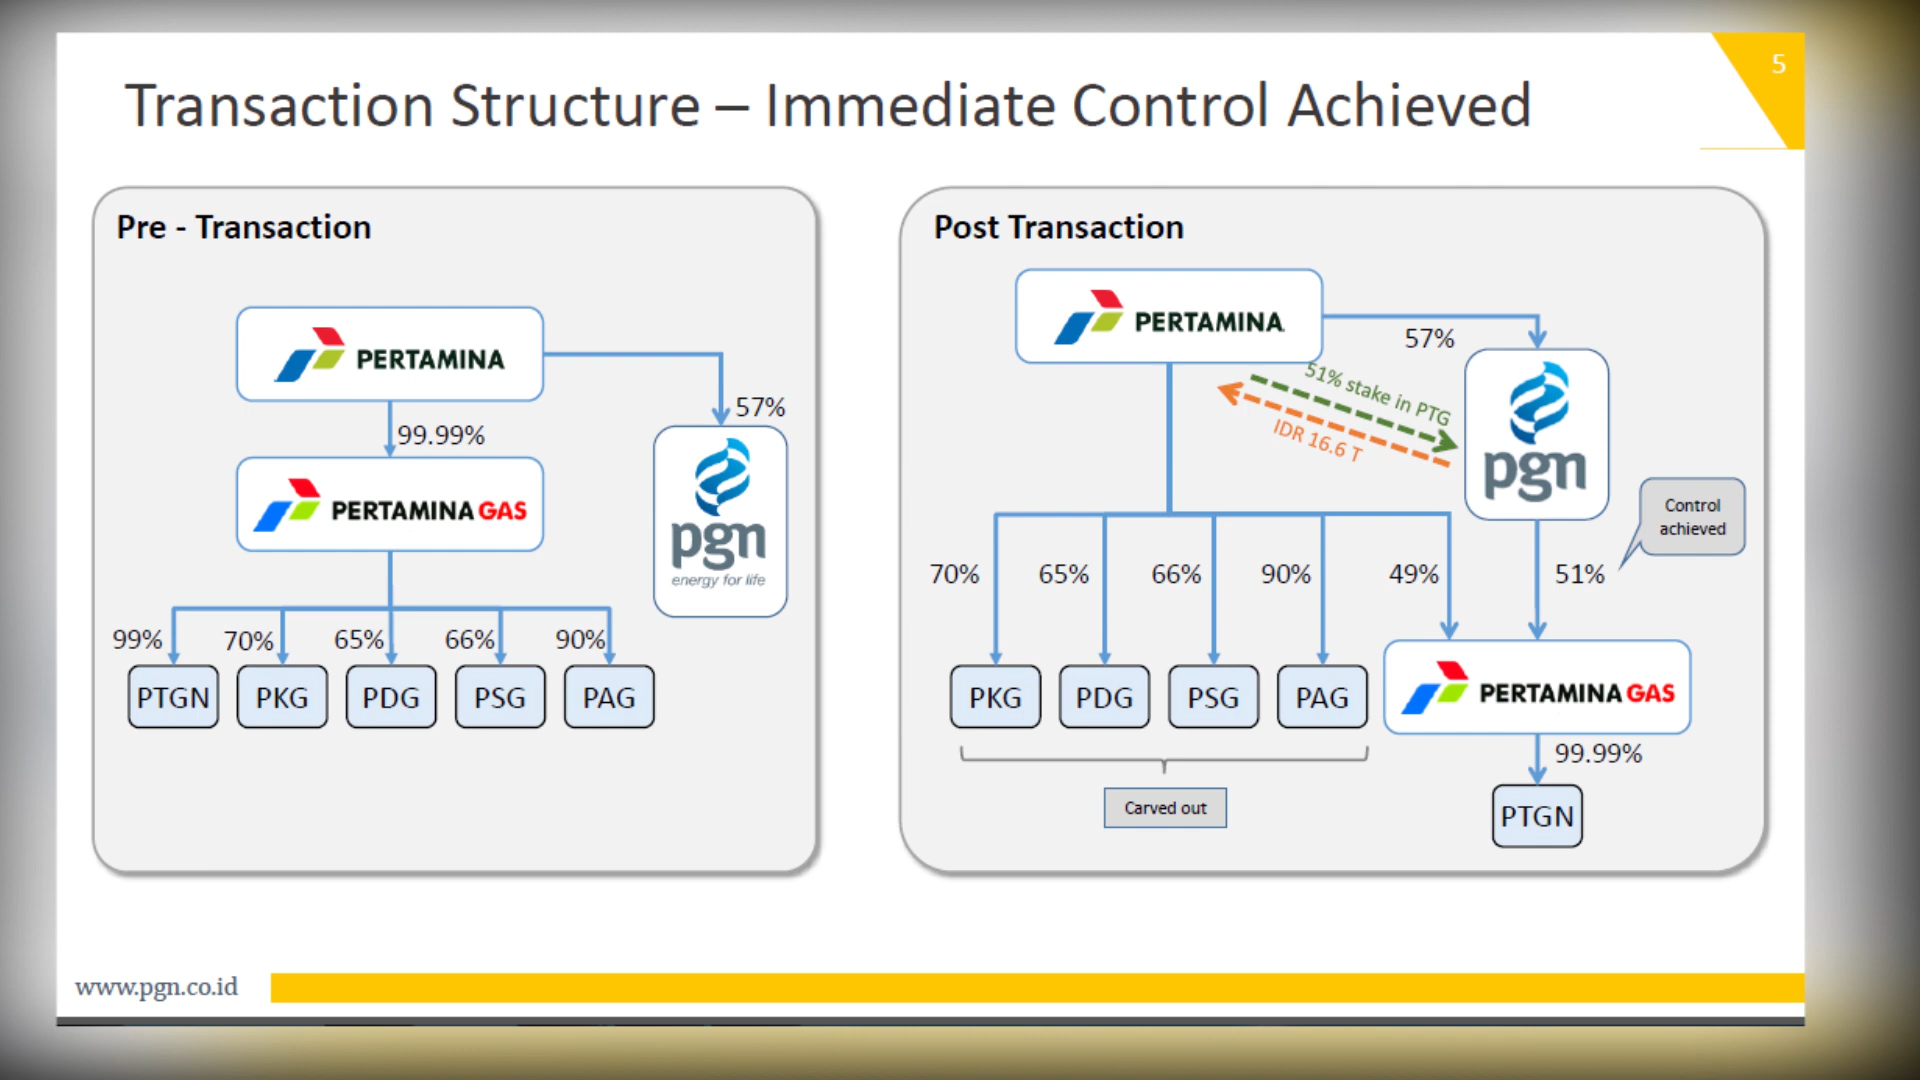 5
Transaction Structure – Immediate Control Achieved
Pre - Transaction
PERTAMINA
57%
99.99%
PERTAMINA GAS
pgn
energy for life
99%
70%
65%
66%
90%
PTGN
PKG
PDG
PSG
PAG
Post Transaction
PERTAMINA
57%
51% stake in PTG
IDR 16.6 T
pgn
Control
achieved
70%
65%
66%
90%
49%
51%
PKG
PDG
PSG
PAG
PERTAMINA GAS
99.99%
Carved out
PTGN
www.pgn.co.id